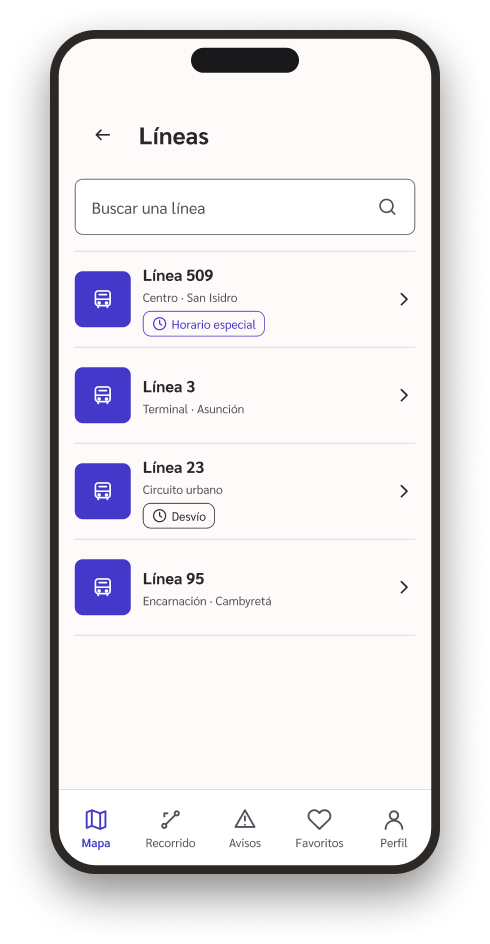 Líneas
Buscar una línea
Línea 509
Centro · San Isidro
Horario especial
Línea 3
Terminal · Asunción
Línea 23
Circuito urbano
Desvío
Línea 95
Encarnación · Cambyretá
Mapa
Recorrido
Avisos
Favoritos
Perfil